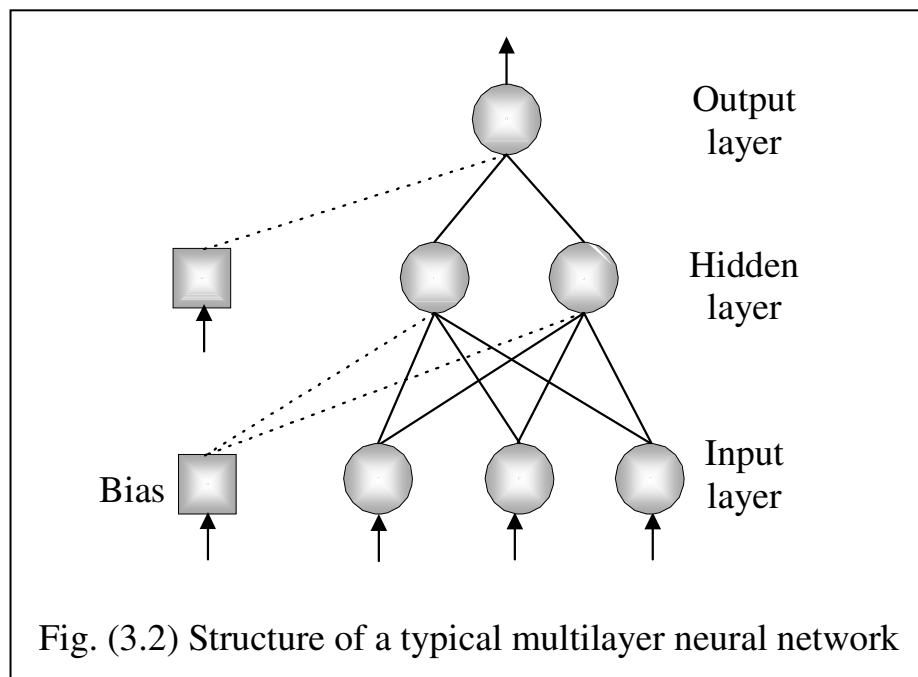 Output
layer
Hidden
layer
Input
layer
Bias
Fig. (3.2) Structure of a typical multilayer neural network